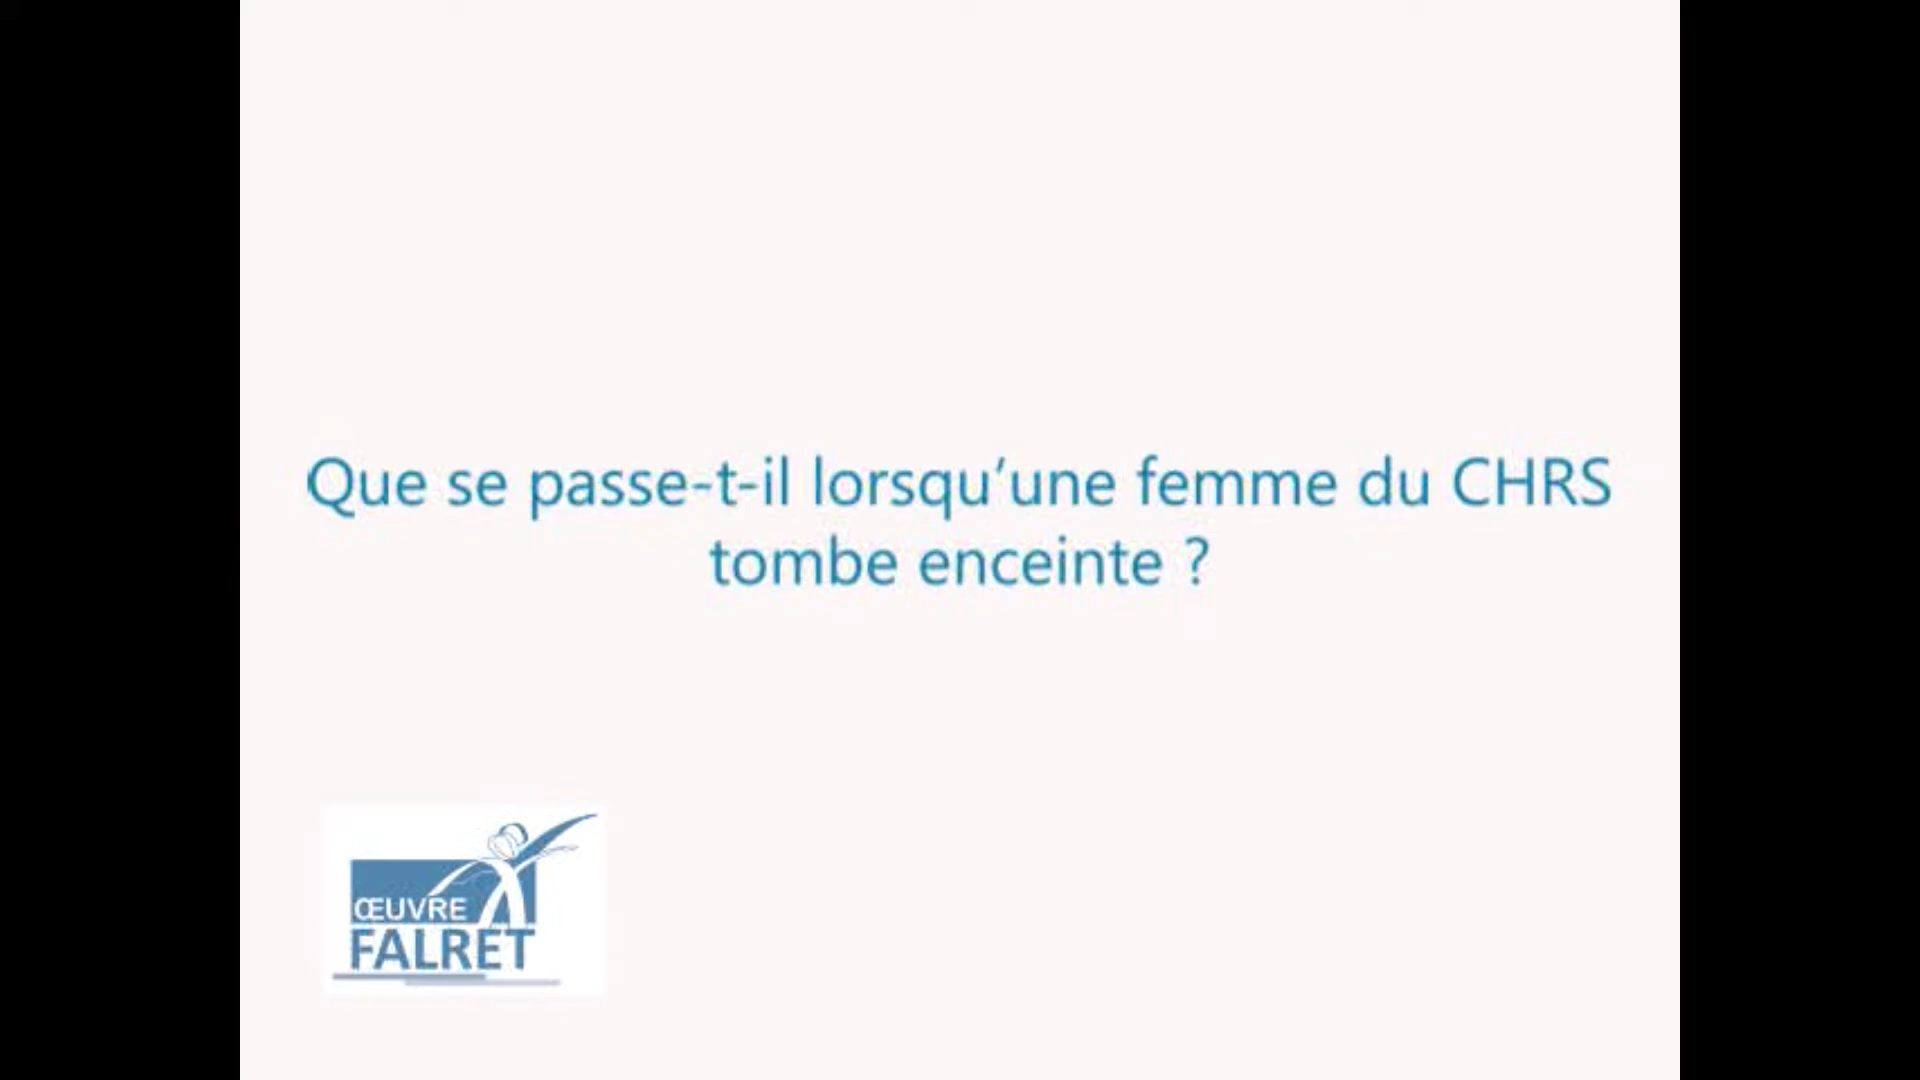 Que se passe-t-il lorsqu’une femme du CHRS
tombe enceinte ?
ŒUVRE
FALRET